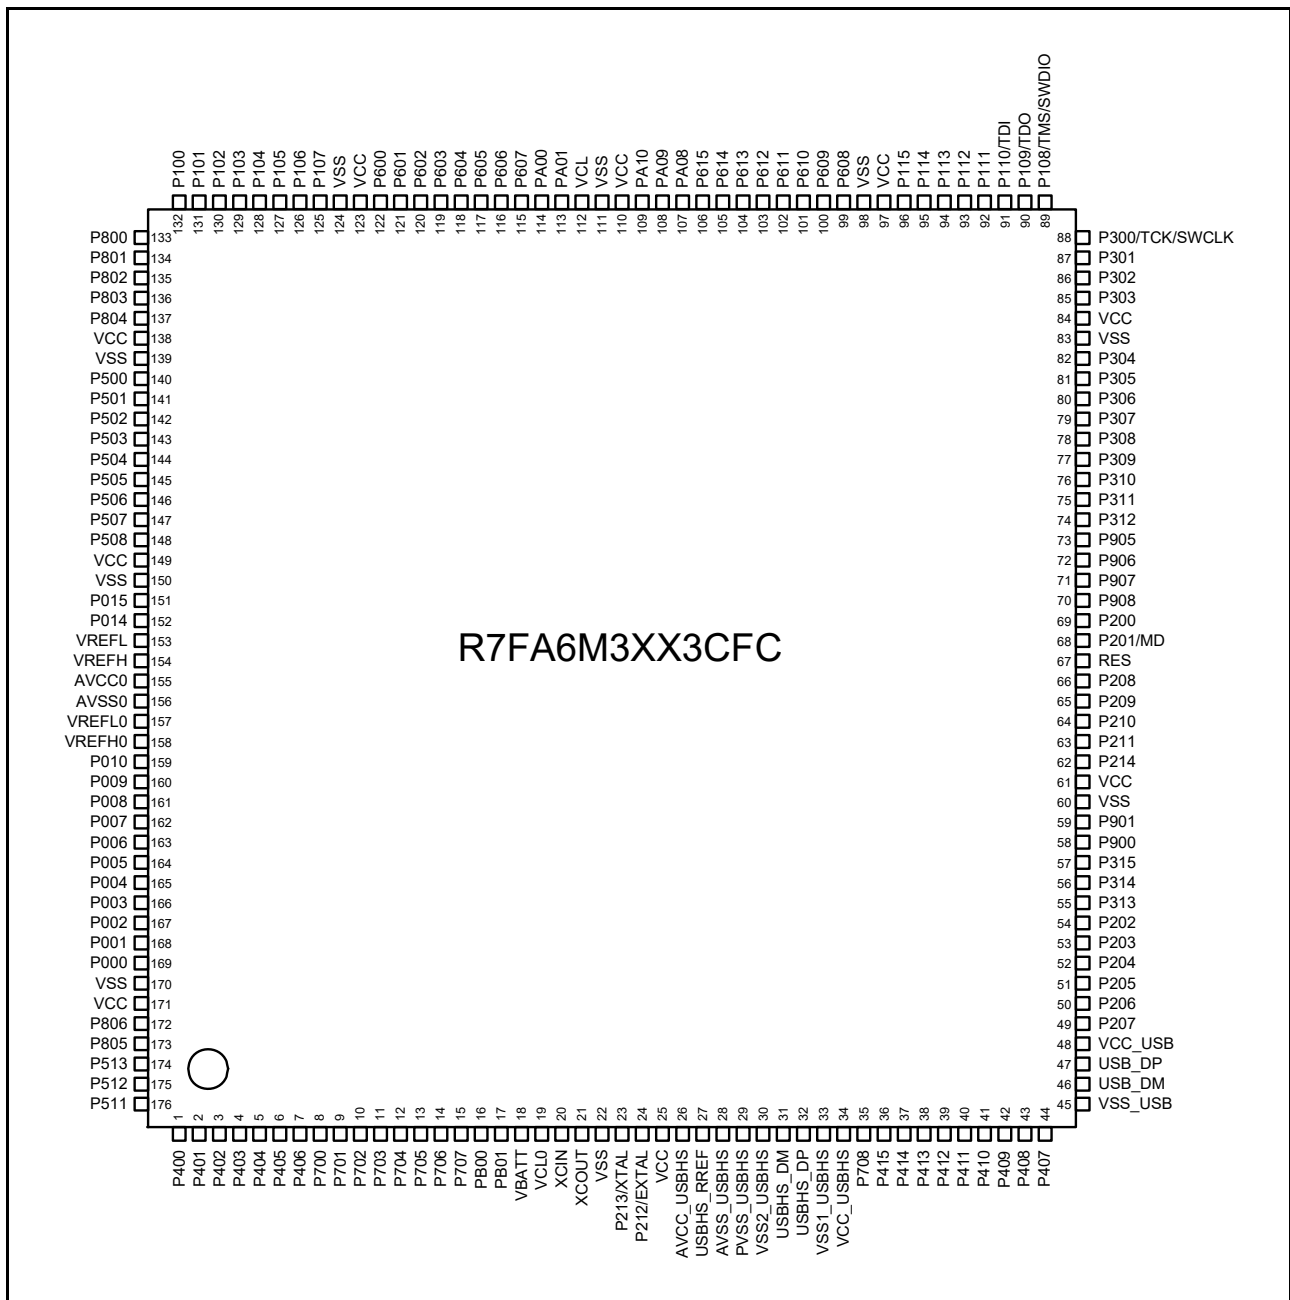 P100 P101 P102 P103 P104 P105 P106 P107 VSS VCC P600 P601 P602 P603 P604 P605 P606 P607 PA00 PA01 VCL VSS VCC PA10 PA09 PA08 P615 P614 P613 P612 P611 P610 P609 P608 VSS VCC P115 P114 P113 P112 P111 P110/TDI P109/TDO P108/TMS/SWDIO
132 131 130 129 128 127 126 125 124 123 122 121 120 119 118 117 116 115 114 113 112 111 110 109 108 107 106 105 104 103 102 101 100 99 98 97 96 95 94 93 92 91 90 89
P800 133 88 P300/TCK/SWCLK
P801 134 87 P301
P802 135 86 P302
P803 136 85 P303
P804 137 84 VCC
VCC 138 83 VSS
VSS 139 82 P304
P500 140 81 P305
P501 141 80 P306
P502 142 79 P307
P503 143 78 P308
P504 144 77 P309
P505 145 76 P310
P506 146 75 P311
P507 147 74 P312
P508 148 73 P905
VCC 149 72 P906
VSS 150 71 P907
P015 151 70 P908
P014 152 69 P200
VREFL 153 68 P201/MD
R7FA6M3XX3CFC
VREFH 154 67 RES
AVCC0 155 66 P208
AVSS0 156 65 P209
VREFL0 157 64 P210
VREFH0 158 63 P211
P010 159 62 P214
P009 160 61 VCC
P008 161 60 VSS
P007 162 59 P901
P006 163 58 P900
P005 164 57 P315
P004 165 56 P314
P003 166 55 P313
P002 167 54 P202
P001 168 53 P203
P000 169 52 P204
VSS 170 51 P205
VCC 171 50 P206
P806 172 49 P207
P805 173 48 VCC_USB
P513 174 47 USB_DP
P512 175 46 USB_DM
P511 176 45 VSS_USB
1 2 3 4 5 6 7 8 9 10 11 12 13 14 15 16 17 18 19 20 21 22 23 24 25 26 27 28 29 30 31 32 33 34 35 36 37 38 39 40 41 42 43 44
P400 P401 P402 P403 P404 P405 P406 P700 P701 P702 P703 P704 P705 P706 P707 PB00 PB01 VBATT VCL0 XCIN XCOUT VSS P213/XTAL P212/EXTAL VCC AVCC_USBHS USBHS_RREF AVSS_USBHS PVSS_USBHS VSS2_USBHS USBHS_DM USBHS_DP VSS1_USBHS VCC_USBHS P708 P415 P414 P413 P412 P411 P410 P409 P408 P407